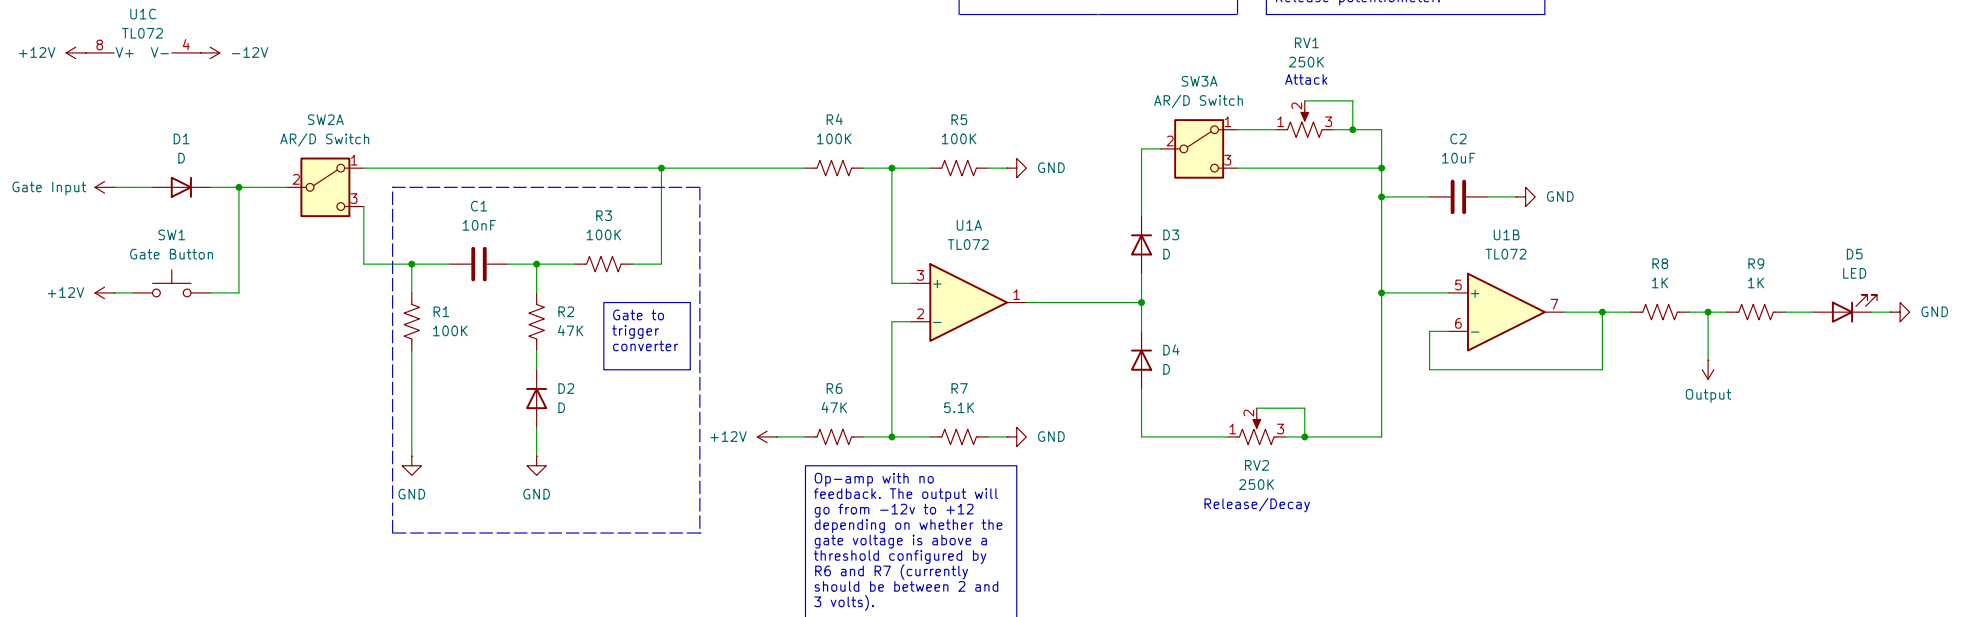 Release potentiometer.
U1C
TL072
+12V
8
V+
V-
4
-12V
D1
D
Gate Input
SW1
Gate Button
+12V
SW2A
AR/D Switch
1
2
3
C1
10nF
R3
100K
R1
100K
R2
47K
Gate to
trigger
converter
D2
D
GND
GND
R4
100K
R5
100K
GND
U1A
TL072
3
+
2
-
1
R6
47K
R7
5.1K
+12V
GND
Op-amp with no
feedback. The output will
go from -12v to +12
depending on whether the
gate voltage is above a
threshold configured by
R6 and R7 (currently
should be between 2 and
3 volts).
SW3A
AR/D Switch
1
2
3
RV1
250K
Attack
2
1
3
D3
D
D4
D
2
1
3
RV2
250K
Release/Decay
C2
10uF
GND
U1B
TL072
5
+
6
-
7
R8
1K
R9
1K
D5
LED
GND
Output